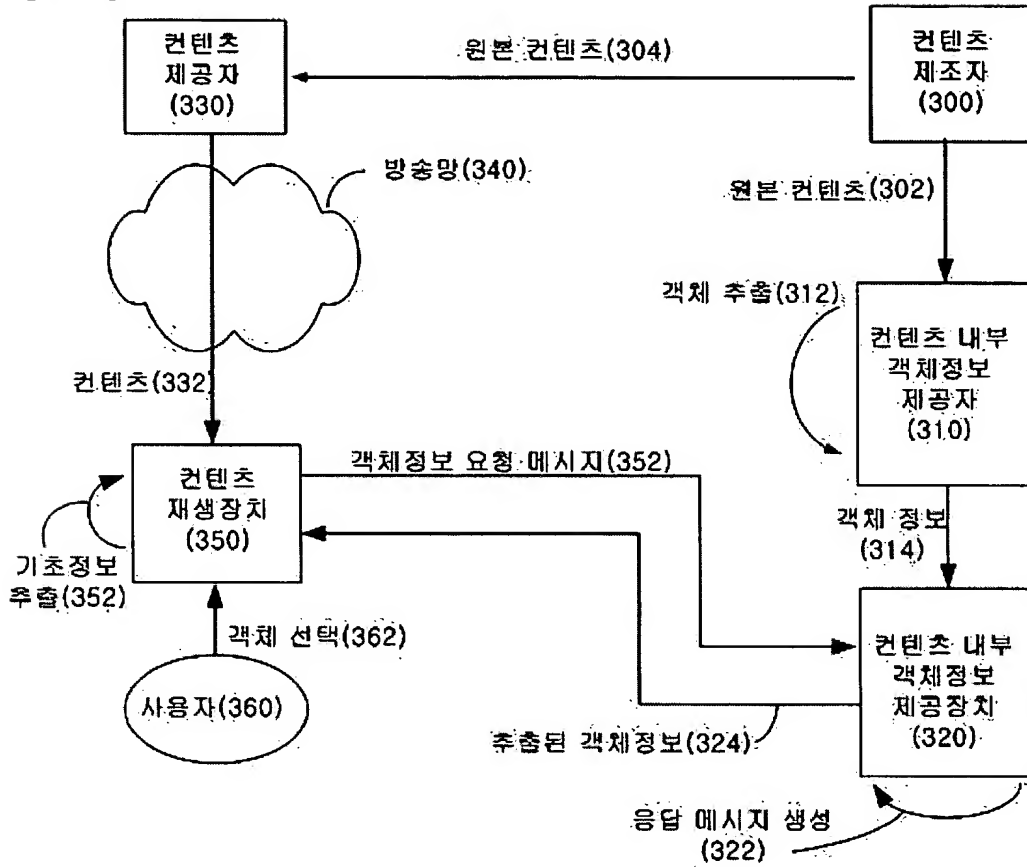 컨텐츠
제공자
(330)
원본 컨텐츠(304)
컨텐츠
제조자
(300)
방송망(340)
원본 컨텐츠(302)
객체 추출(312)
컨텐츠 내부
객체정보
제공자
(310)
컨텐츠(332)
컨텐츠
재생장치
(350)
객체정보 요청 메시지(352)
객체 정보
(314)
기초정보
추출(352)
객체 선택(362)
사용자(360)
컨텐츠 내부
객체정보
제공장치
(320)
추출된 객체정보(324)
응답 메시지 생성
(322)